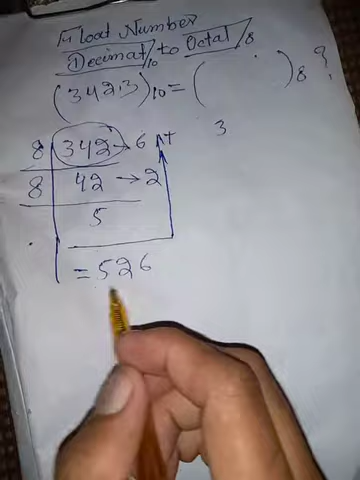 Float Number
Decimal/10 to Octal/8
(342.3)10 = ( . )8 ?
3
8 342 → 6
8 42 → 2
5
= 526